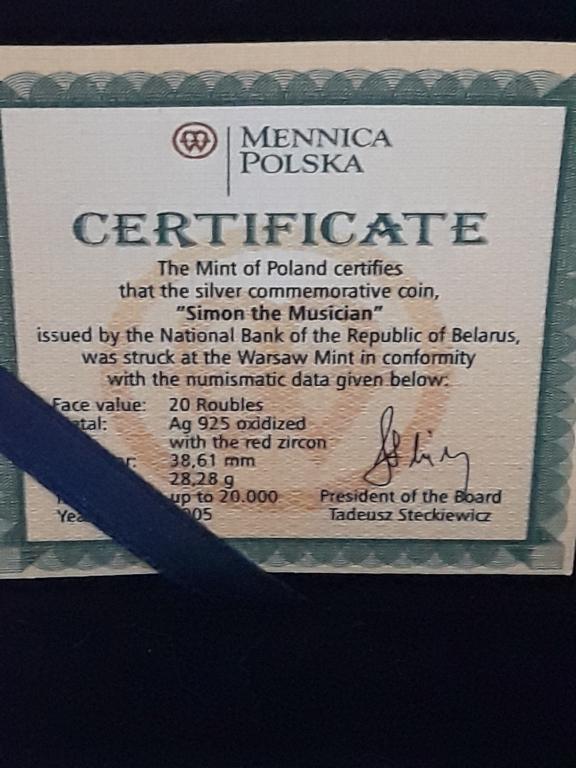 MENNICA
POLSKA
CERTIFICATE
The Mint of Poland certifies
that the silver commemorative coin,
"Simon the Musician"
issued by the National Bank of the Republic of Belarus,
was struck at the Warsaw Mint in conformity
with the numismatic data given below:
Face value: 20 Roubles
Ag 925 oxidized
with the red zircon
38,61 mm
28,28 g
up to 20.000
President of the Board
Tadeusz Steckiewicz